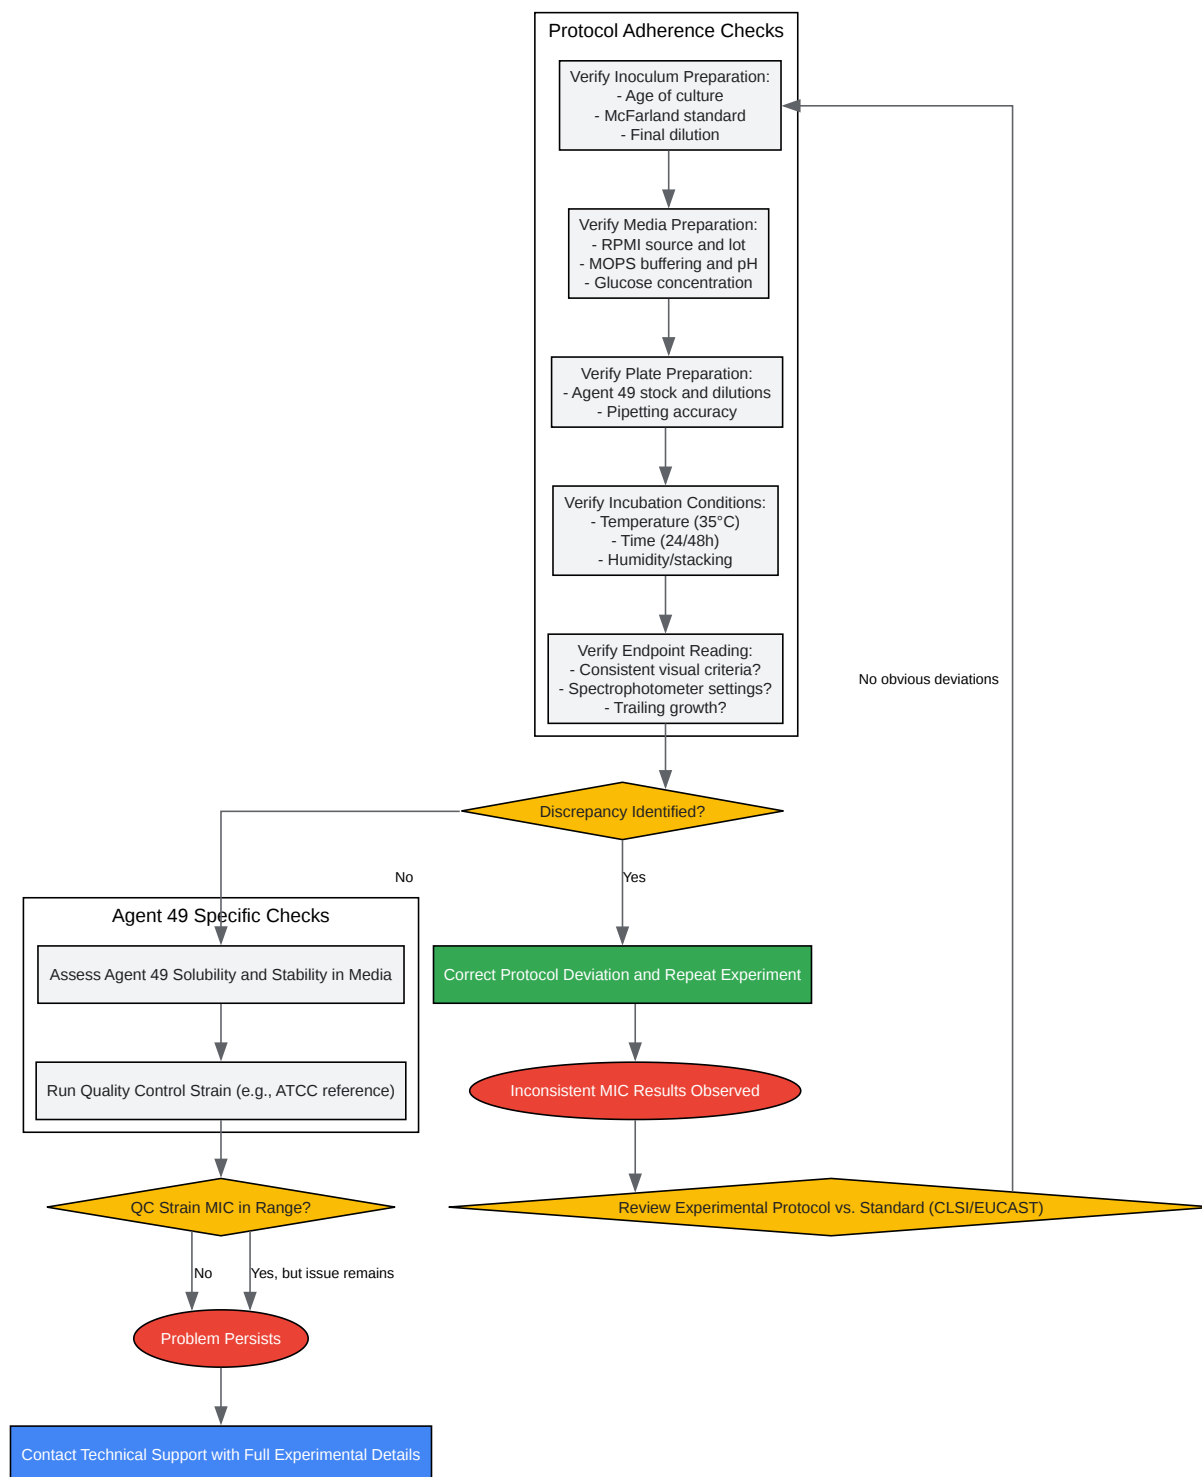 Protocol Adherence Checks
Verify Inoculum Preparation:
- Age of culture
- McFarland standard
- Final dilution
Verify Media Preparation:
- RPMI source and lot
- MOPS buffering and pH
- Glucose concentration
Verify Plate Preparation:
- Agent 49 stock and dilutions
- Pipetting accuracy
Verify Incubation Conditions:
- Temperature (35°C)
- Time (24/48h)
- Humidity/stacking
Verify Endpoint Reading:
- Consistent visual criteria?
- Spectrophotometer settings?
- Trailing growth?
No obvious deviations
Discrepancy Identified?
No
Yes
Agent 49 Specific Checks
Assess Agent 49 Solubility and Stability in Media
Correct Protocol Deviation and Repeat Experiment
Run Quality Control Strain (e.g., ATCC reference)
Inconsistent MIC Results Observed
QC Strain MIC in Range?
Review Experimental Protocol vs. Standard (CLSI/EUCAST)
No
Yes, but issue remains
Problem Persists
Contact Technical Support with Full Experimental Details